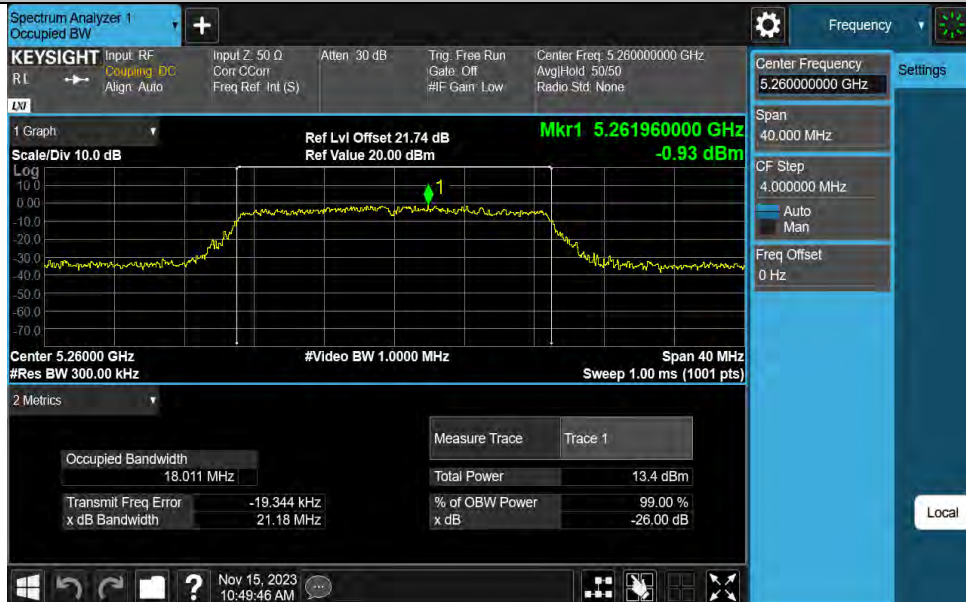 Spectrum Analyzer 1
Occupied BW
+
Frequency
KEYSIGHT Input: RF Input Z: 50 Ω Atten: 30 dB Trig: Free Run Center Freq: 5.260000000 GHz
Coupling: DC Corr CCorr Gate: Off Avg|Hold: 50/50
Align: Auto Freq Ref: Int (S) #IF Gain: Low Radio Std: None
LXI
Center Frequency
5.260000000 GHz
Settings
Span
40.000 MHz
CF Step
4.000000 MHz
Auto
Man
Freq Offset
0 Hz
Local
1 Graph
Ref Lvl Offset 21.74 dB
Mkr1 5.261960000 GHz
Scale/Div 10.0 dB
Ref Value 20.00 dBm
-0.93 dBm
Log
10.0
0.00
-10.0
-20.0
-30.0
-40.0
-50.0
-60.0
-70.0
1
Center 5.26000 GHz #Video BW 1.0000 MHz Span 40 MHz
#Res BW 300.00 kHz Sweep 1.00 ms (1001 pts)
2 Metrics
Measure Trace Trace 1
Occupied Bandwidth
18.011 MHz
Total Power 13.4 dBm
Transmit Freq Error -19.344 kHz
% of OBW Power 99.00 %
x dB Bandwidth 21.18 MHz
x dB -26.00 dB
?
Nov 15, 2023
10:49:46 AM